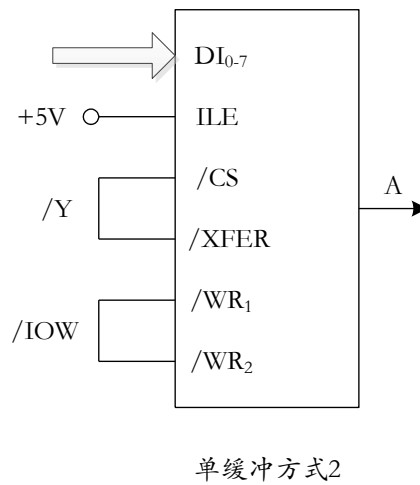 DI0-7
+5V
ILE
/CS
/Y
/XFER
A
/WR1
/IOW
/WR2
单缓冲方式2